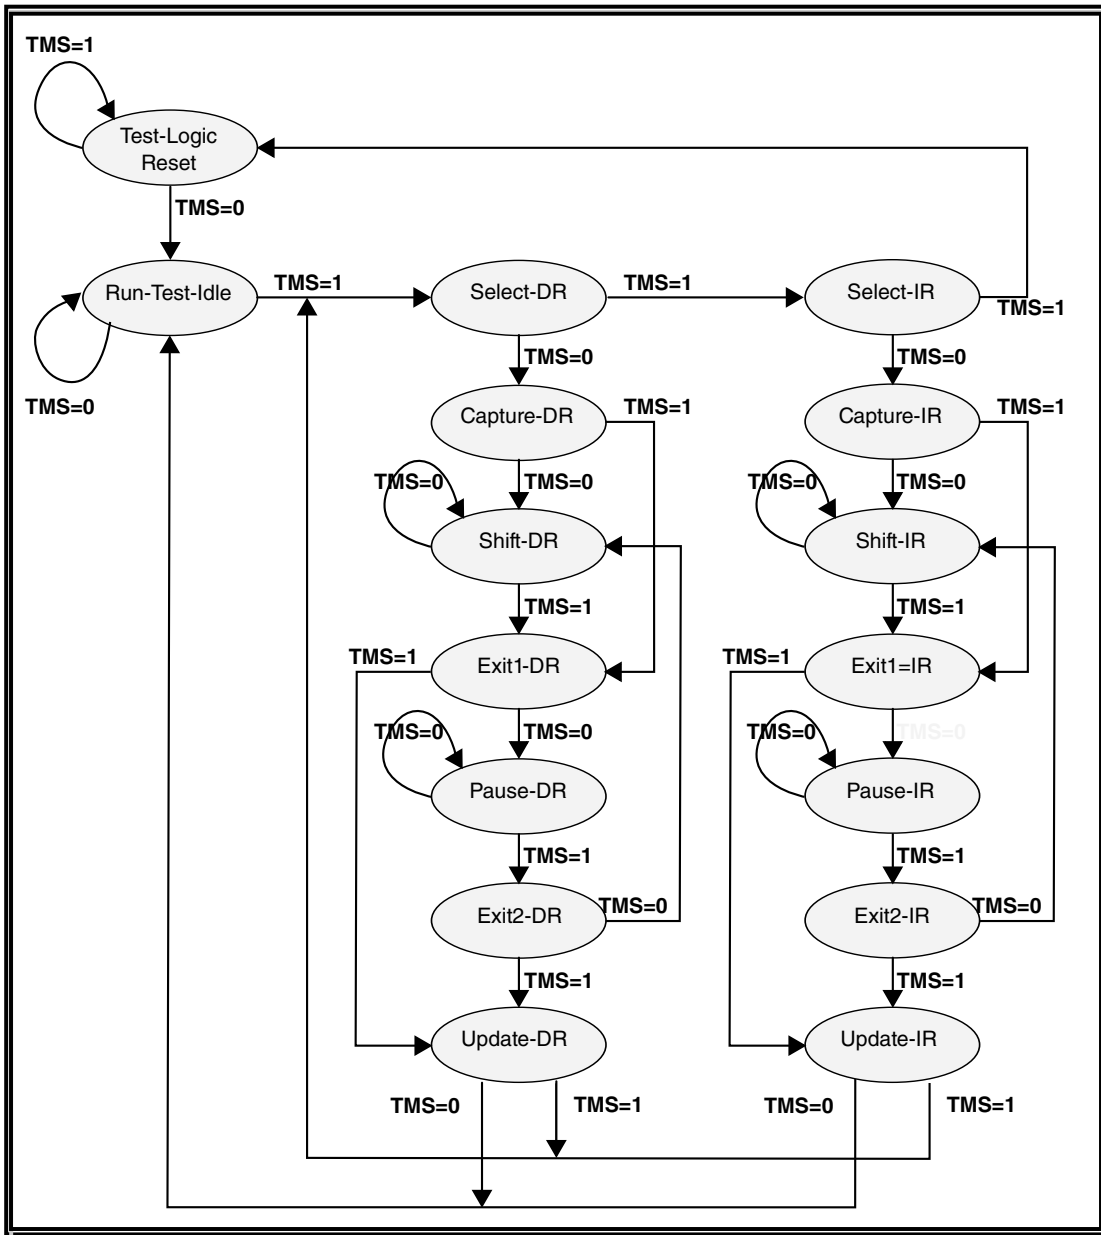 TMS=1
Test-Logic
Reset
TMS=0
Run-Test-Idle
TMS=1
Select-DR
TMS=1
Select-IR
TMS=1
TMS=0
TMS=0
TMS=0
Capture-DR
TMS=1
Capture-IR
TMS=1
TMS=0
TMS=0
TMS=0
TMS=0
Shift-DR
Shift-IR
TMS=1
TMS=1
TMS=1
Exit1-DR
TMS=1
Exit1=IR
TMS=0
TMS=0
TMS=0
TMS=0
Pause-DR
Pause-IR
TMS=1
TMS=1
Exit2-DR
TMS=0
Exit2-IR
TMS=0
TMS=1
TMS=1
Update-DR
Update-IR
TMS=0
TMS=1
TMS=0
TMS=1